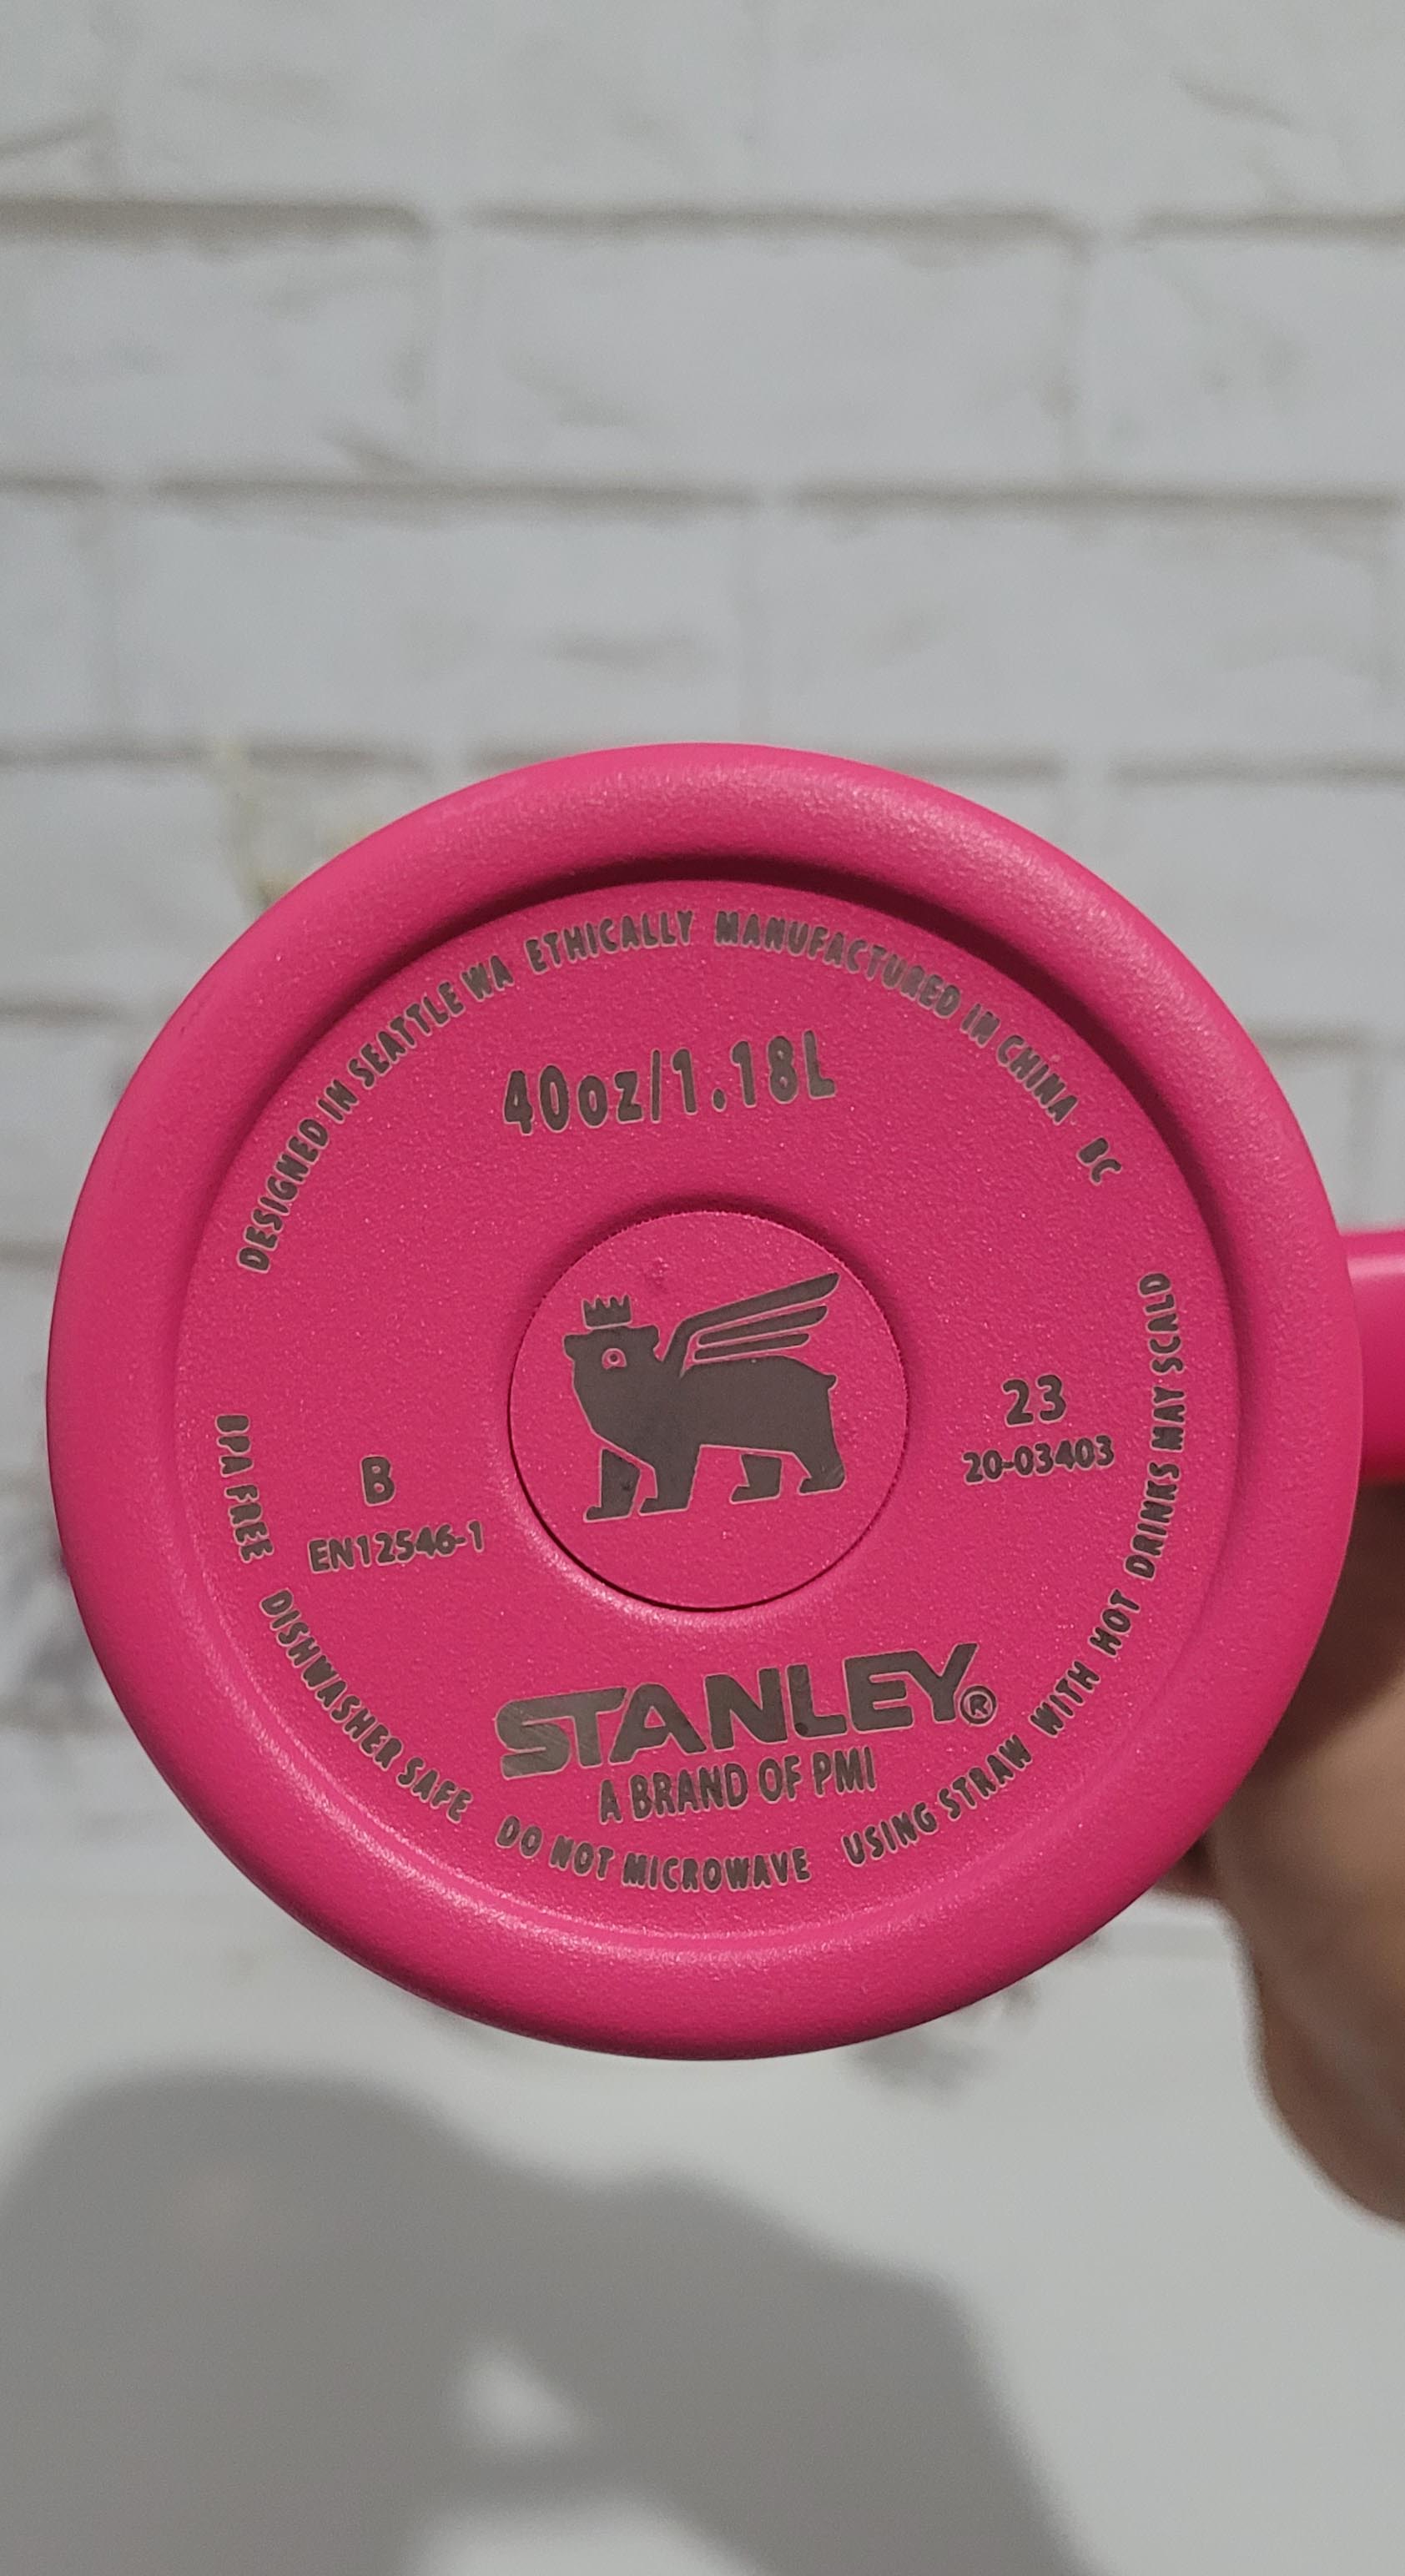 DESIGNED IN SEATTLE WA ETHICALLY MANUFACTURED IN CHINA BC
40oz/1.18L
23
20-03403
B
EN12546-1
STANLEY®
A BRAND OF PMI
BPA FREE DISHWASHER SAFE DO NOT MICROWAVE USING STRAW WITH HOT DRINKS MAY SCALD